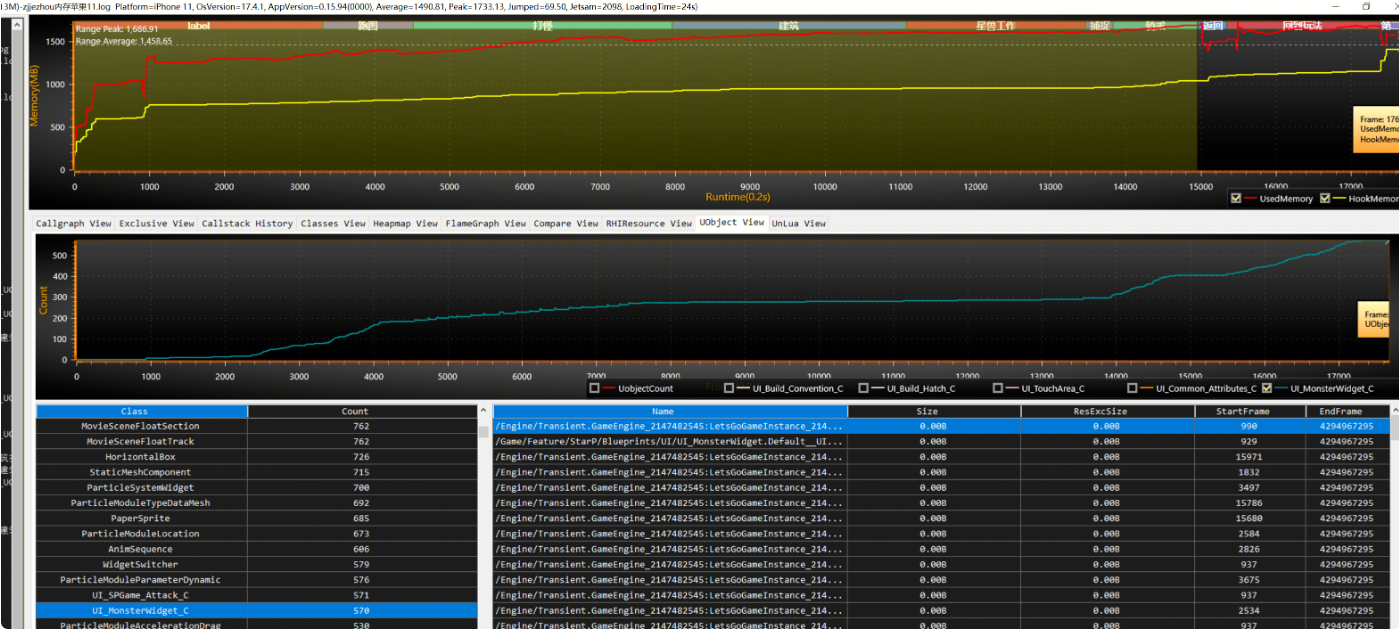 (3M)-zjjezhou内存苹果11.log Platform=iPhone 11, OsVersion=17.4.1, AppVersion=0.15.94(0000), Average=1490.81, Peak=1733.13, Jumped=69.50, Jetsam=2098, LoadingTime=24s)
label 跑图 打怪 建筑 星兽工作 捕捉 返回 回到玩法 第
Range Peak: 1,686.91
Range Average: 1,458.65
Memory(MB)
1500
1000
500
0
0 1000 2000 3000 4000 5000 6000 7000 8000 9000 10000 11000 12000 13000 14000 15000 16000 17000
Runtime(0.2s)
Frame: 176
UsedMemo
HookMemo
UsedMemory HookMemor
Callgraph View Exclusive View Callstack History Classes View Heapmap View FlameGraph View Compare View RHIResource View UObject View UnLua View
Count
500
400
300
200
100
0
0 1000 2000 3000 4000 5000 6000 7000 8000 9000 10000 11000 12000 13000 14000 15000 16000 17000
Frame:
UObje
UobjectCount UI_Build_Convention_C UI_Build_Hatch_C UI_TouchArea_C UI_Common_Attributes_C UI_MonsterWidget_C
Class Count Name Size ResExcSize StartFrame EndFrame
MovieSceneFloatSection 762 /Engine/Transient.GameEngine_2147482545:LetsGoGameInstance_214... 0.00B 0.00B 990 4294967295
MovieSceneFloatTrack 762 /Game/Feature/StarP/Blueprints/UI/UI_MonsterWidget.Default__UI... 0.00B 0.00B 929 4294967295
HorizontalBox 726 /Engine/Transient.GameEngine_2147482545:LetsGoGameInstance_214... 0.00B 0.00B 15971 4294967295
StaticMeshComponent 715 /Engine/Transient.GameEngine_2147482545:LetsGoGameInstance_214... 0.00B 0.00B 1832 4294967295
ParticleSystemWidget 700 /Engine/Transient.GameEngine_2147482545:LetsGoGameInstance_214... 0.00B 0.00B 3497 4294967295
ParticleModuleTypeDataMesh 692 /Engine/Transient.GameEngine_2147482545:LetsGoGameInstance_214... 0.00B 0.00B 15786 4294967295
PaperSprite 685 /Engine/Transient.GameEngine_2147482545:LetsGoGameInstance_214... 0.00B 0.00B 15680 4294967295
ParticleModuleLocation 673 /Engine/Transient.GameEngine_2147482545:LetsGoGameInstance_214... 0.00B 0.00B 2584 4294967295
AnimSequence 606 /Engine/Transient.GameEngine_2147482545:LetsGoGameInstance_214... 0.00B 0.00B 2826 4294967295
WidgetSwitcher 579 /Engine/Transient.GameEngine_2147482545:LetsGoGameInstance_214... 0.00B 0.00B 937 4294967295
ParticleModuleParameterDynamic 576 /Engine/Transient.GameEngine_2147482545:LetsGoGameInstance_214... 0.00B 0.00B 3675 4294967295
UI_SPGame_Attack_C 571 /Engine/Transient.GameEngine_2147482545:LetsGoGameInstance_214... 0.00B 0.00B 937 4294967295
UI_MonsterWidget_C 570 /Engine/Transient.GameEngine_2147482545:LetsGoGameInstance_214... 0.00B 0.00B 2534 4294967295
ParticleModuleAccelerationDrag 530 /Engine/Transient.GameEngine_2147482545:LetsGoGameInstance_214... 0.00B 0.00B 937 4294967295